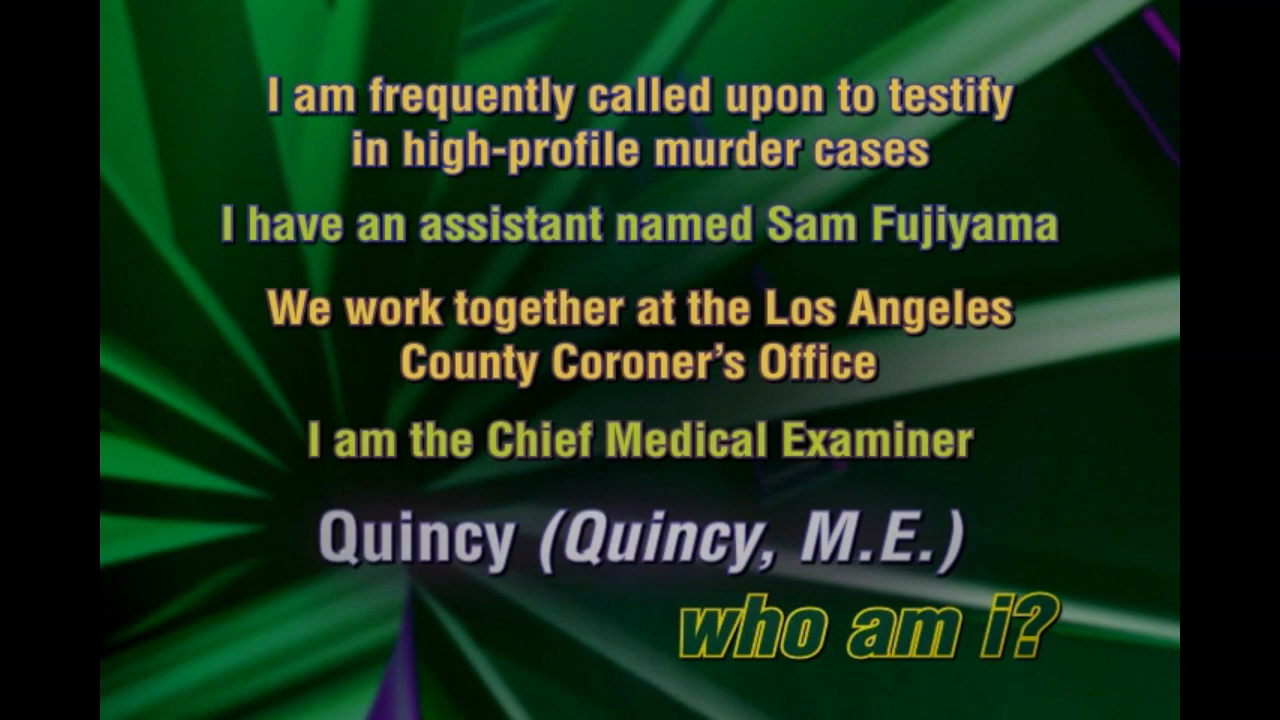 I am frequently called upon to testify
in high-profile murder cases
I have an assistant named Sam Fujiyama
We work together at the Los Angeles
County Coroner’s Office
I am the Chief Medical Examiner
Quincy (Quincy, M.E.)
who am i?